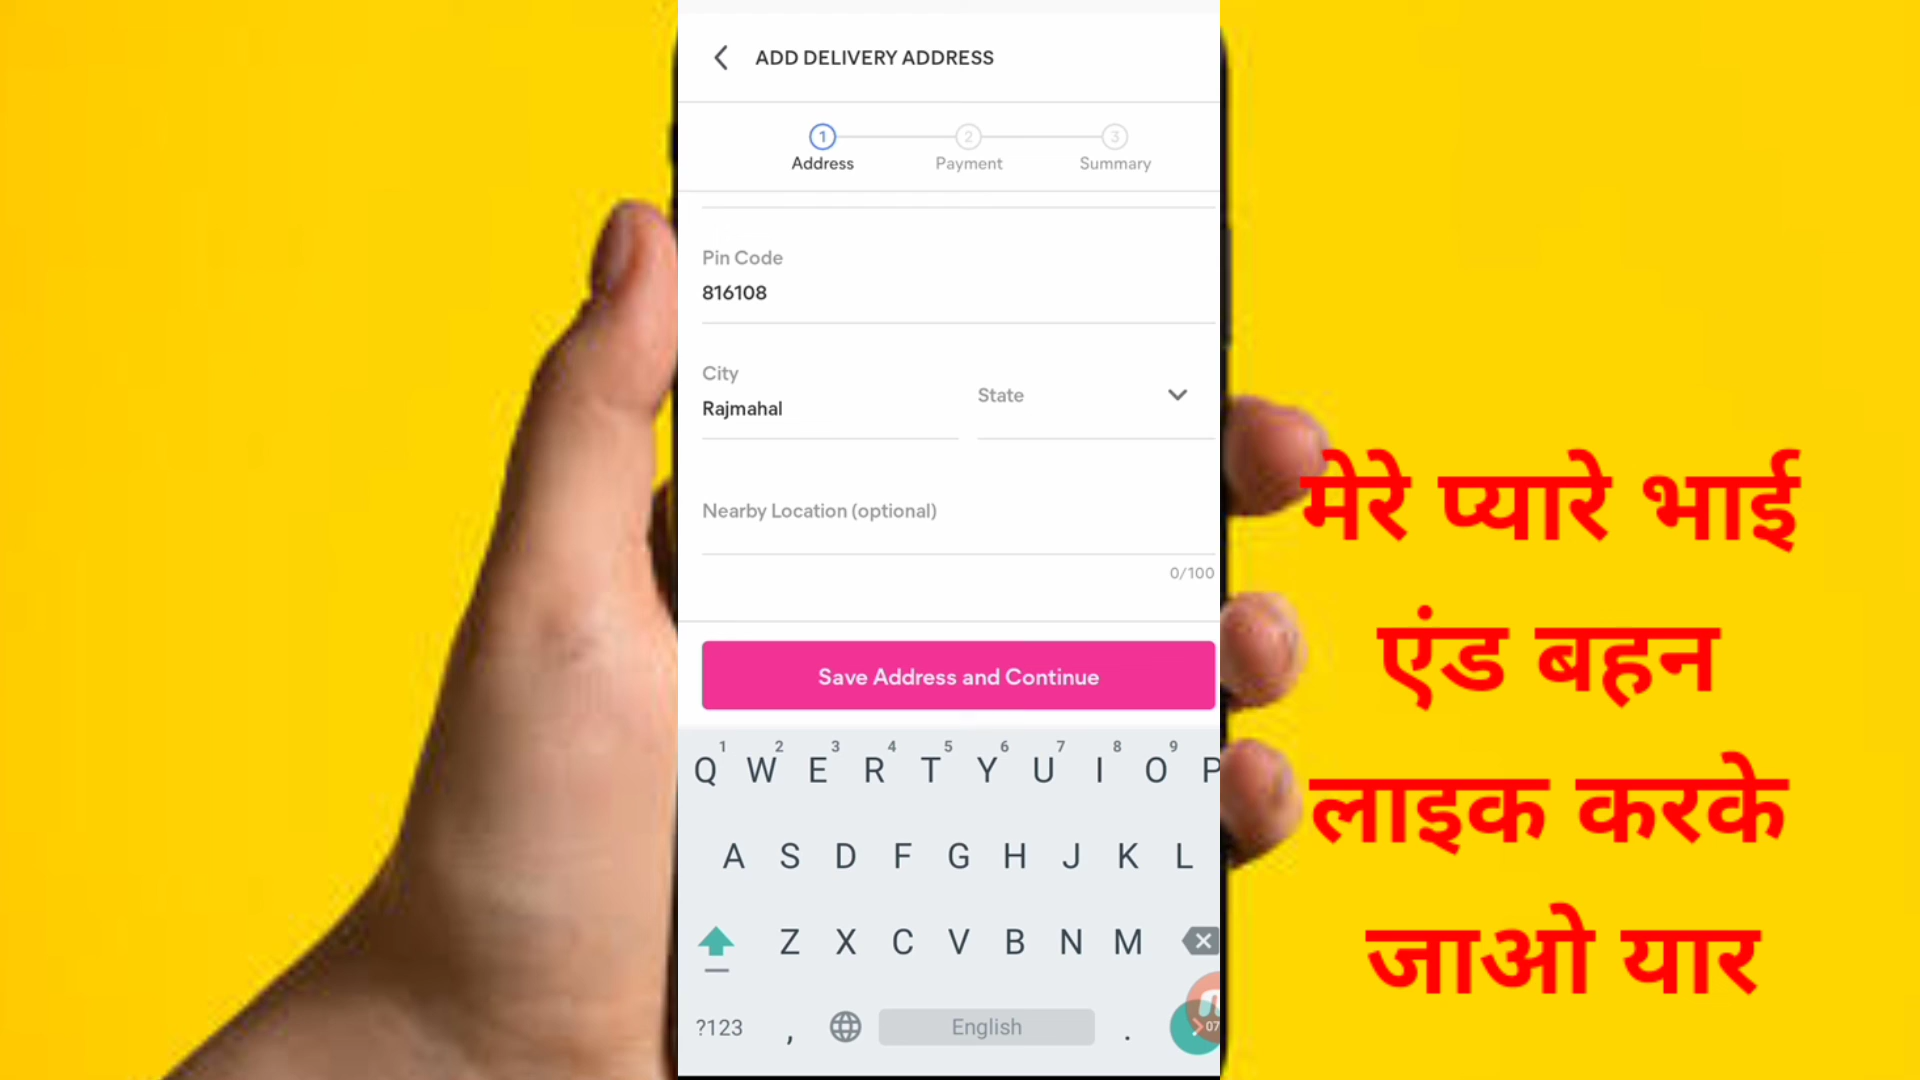 ADD DELIVERY ADDRESS
1 2 3
Address Payment Summary
Pin Code
816108
City
Rajmahal
State
Nearby Location (optional)
0/100
Save Address and Continue
1 2 3 4 5 6 7 8 9
Q W E R T Y U I O P
A S D F G H J K L
Z X C V B N M
?123 , English .
07
मेरे प्यारे भाई
एंड बहन
लाइक करके
जाओ यार